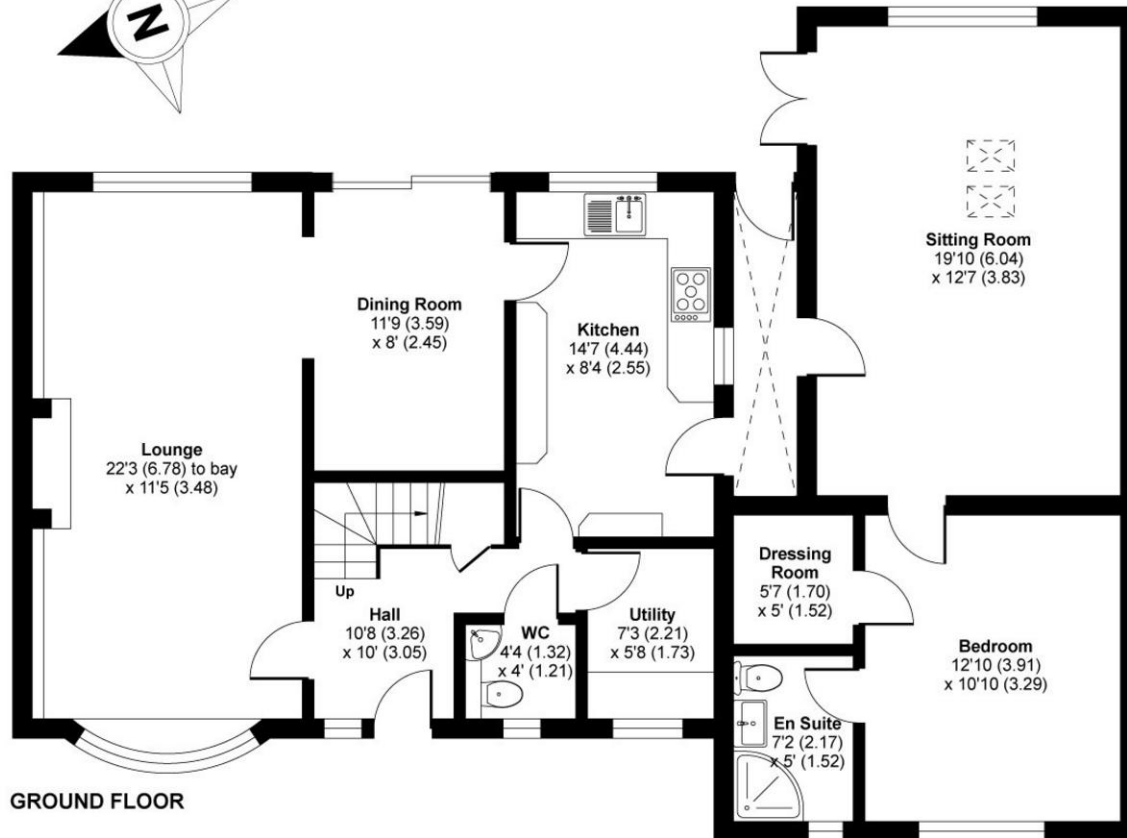 N
Sitting Room
19'10 (6.04)
x 12'7 (3.83)
Dining Room
11'9 (3.59)
x 8' (2.45)
Kitchen
14'7 (4.44)
x 8'4 (2.55)
Lounge
22'3 (6.78) to bay
x 11'5 (3.48)
Up
Hall
10'8 (3.26)
x 10' (3.05)
WC
4'4 (1.32)
x 4' (1.21)
Utility
7'3 (2.21)
x 5'8 (1.73)
Dressing
Room
5'7 (1.70)
x 5' (1.52)
Bedroom
12'10 (3.91)
x 10'10 (3.29)
En Suite
7'2 (2.17)
x 5' (1.52)
GROUND FLOOR